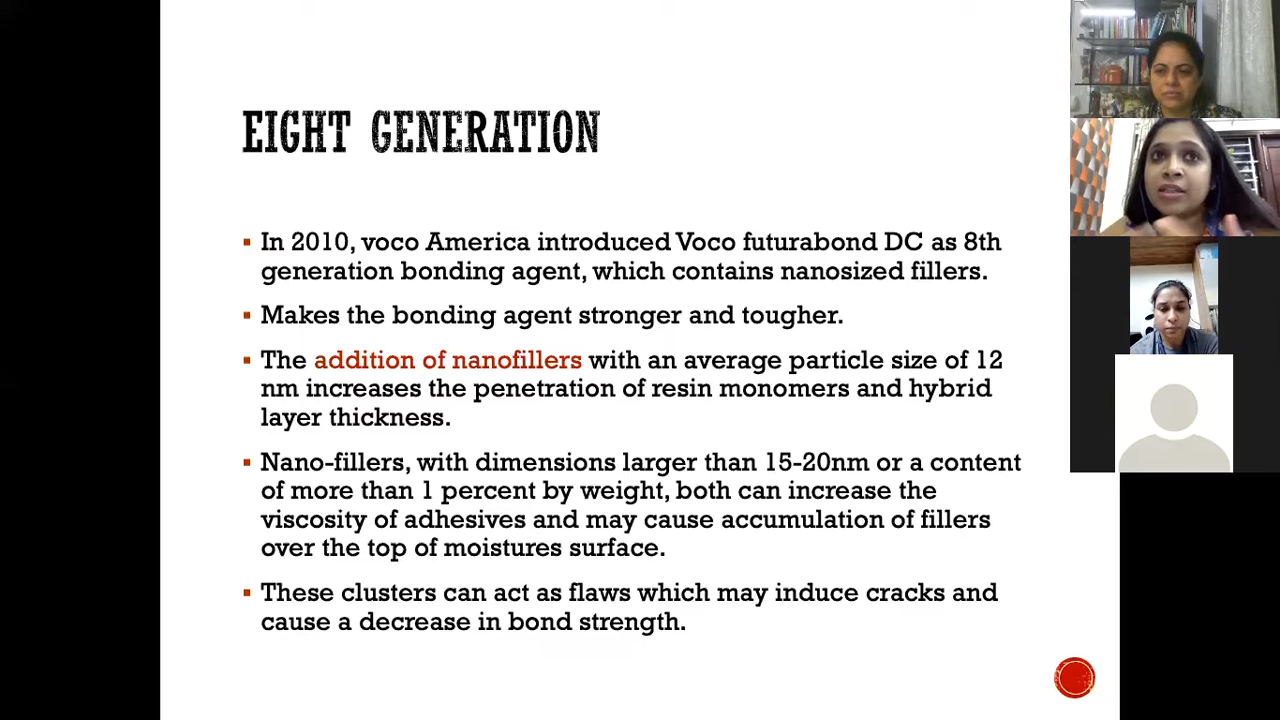 EIGHT GENERATION
In 2010, voco America introduced Voco futurabond DC as 8th
generation bonding agent, which contains nanosized fillers.
Makes the bonding agent stronger and tougher.
The addition of nanofillers with an average particle size of 12
nm increases the penetration of resin monomers and hybrid
layer thickness.
Nano-fillers, with dimensions larger than 15-20nm or a content
of more than 1 percent by weight, both can increase the
viscosity of adhesives and may cause accumulation of fillers
over the top of moistures surface.
These clusters can act as flaws which may induce cracks and
cause a decrease in bond strength.